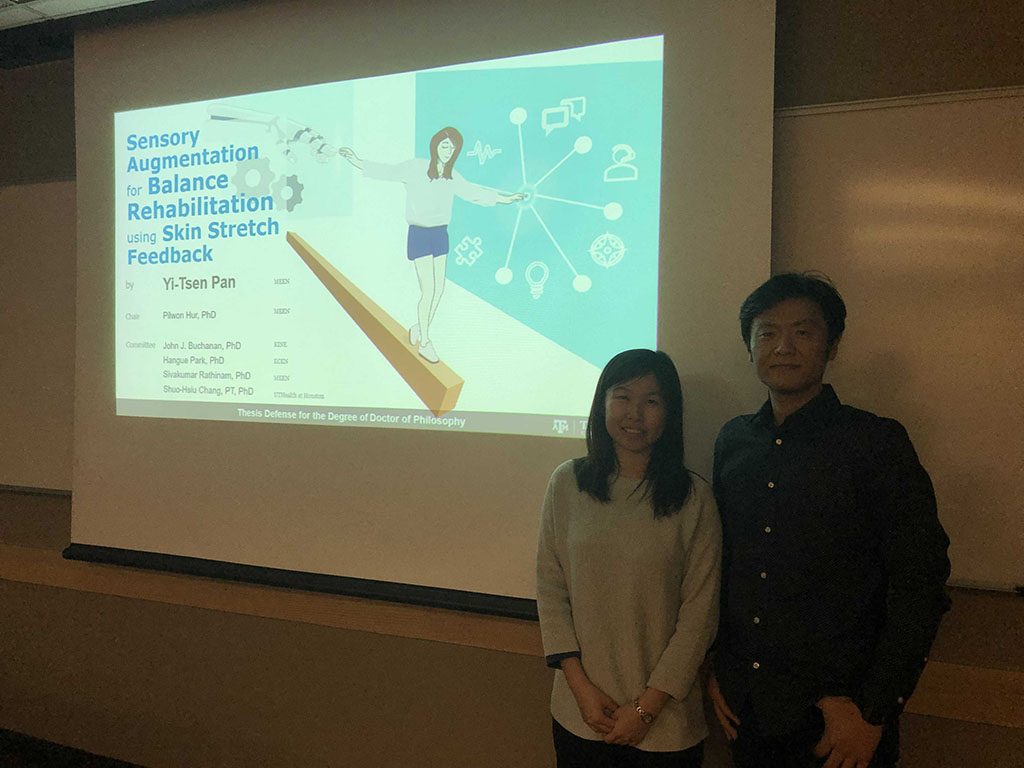 Sensory
Augmentation
for Balance
Rehabilitation
using Skin Stretch
Feedback
by Yi-Tsen Pan MEEN
Chair Pilwon Hur, PhD MEEN
Committee John J. Buchanan, PhD KINE
Hangue Park, PhD ECEN
Sivakumar Rathinam, PhD MEEN
Shuo-Hsiu Chang, PT, PhD UTHealth at Houston
Thesis Defense for the Degree of Doctor of Philosophy
ATM